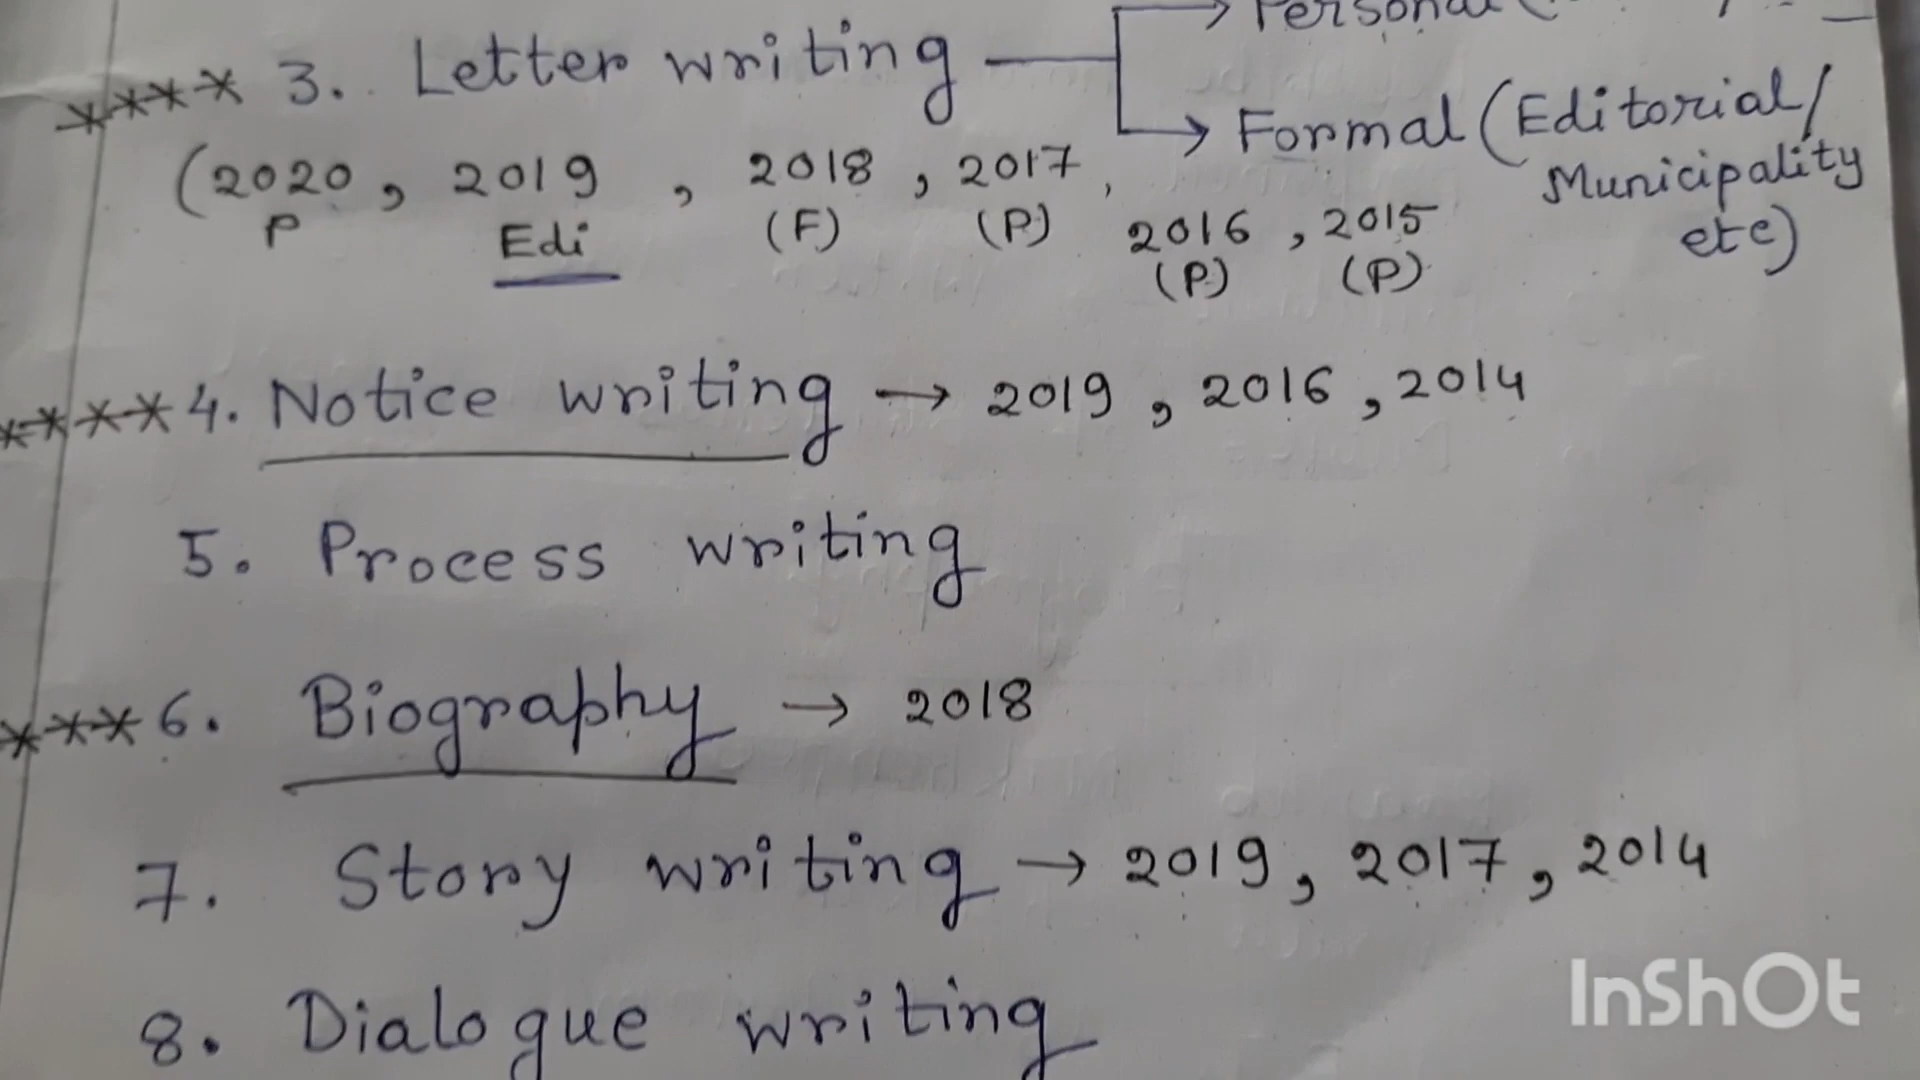 Personal (
**** 3. Letter writing → Formal (Editorial/
Municipality
etc)
(2020, 2019, 2018, 2017,
P Edi (F) (P)
2016, 2015
(P) (P)
**** 4. Notice writing → 2019, 2016, 2014
5. Process writing
*** 6. Biography → 2018
7. Story writing → 2019, 2017, 2014
8. Dialogue writing
InShOt